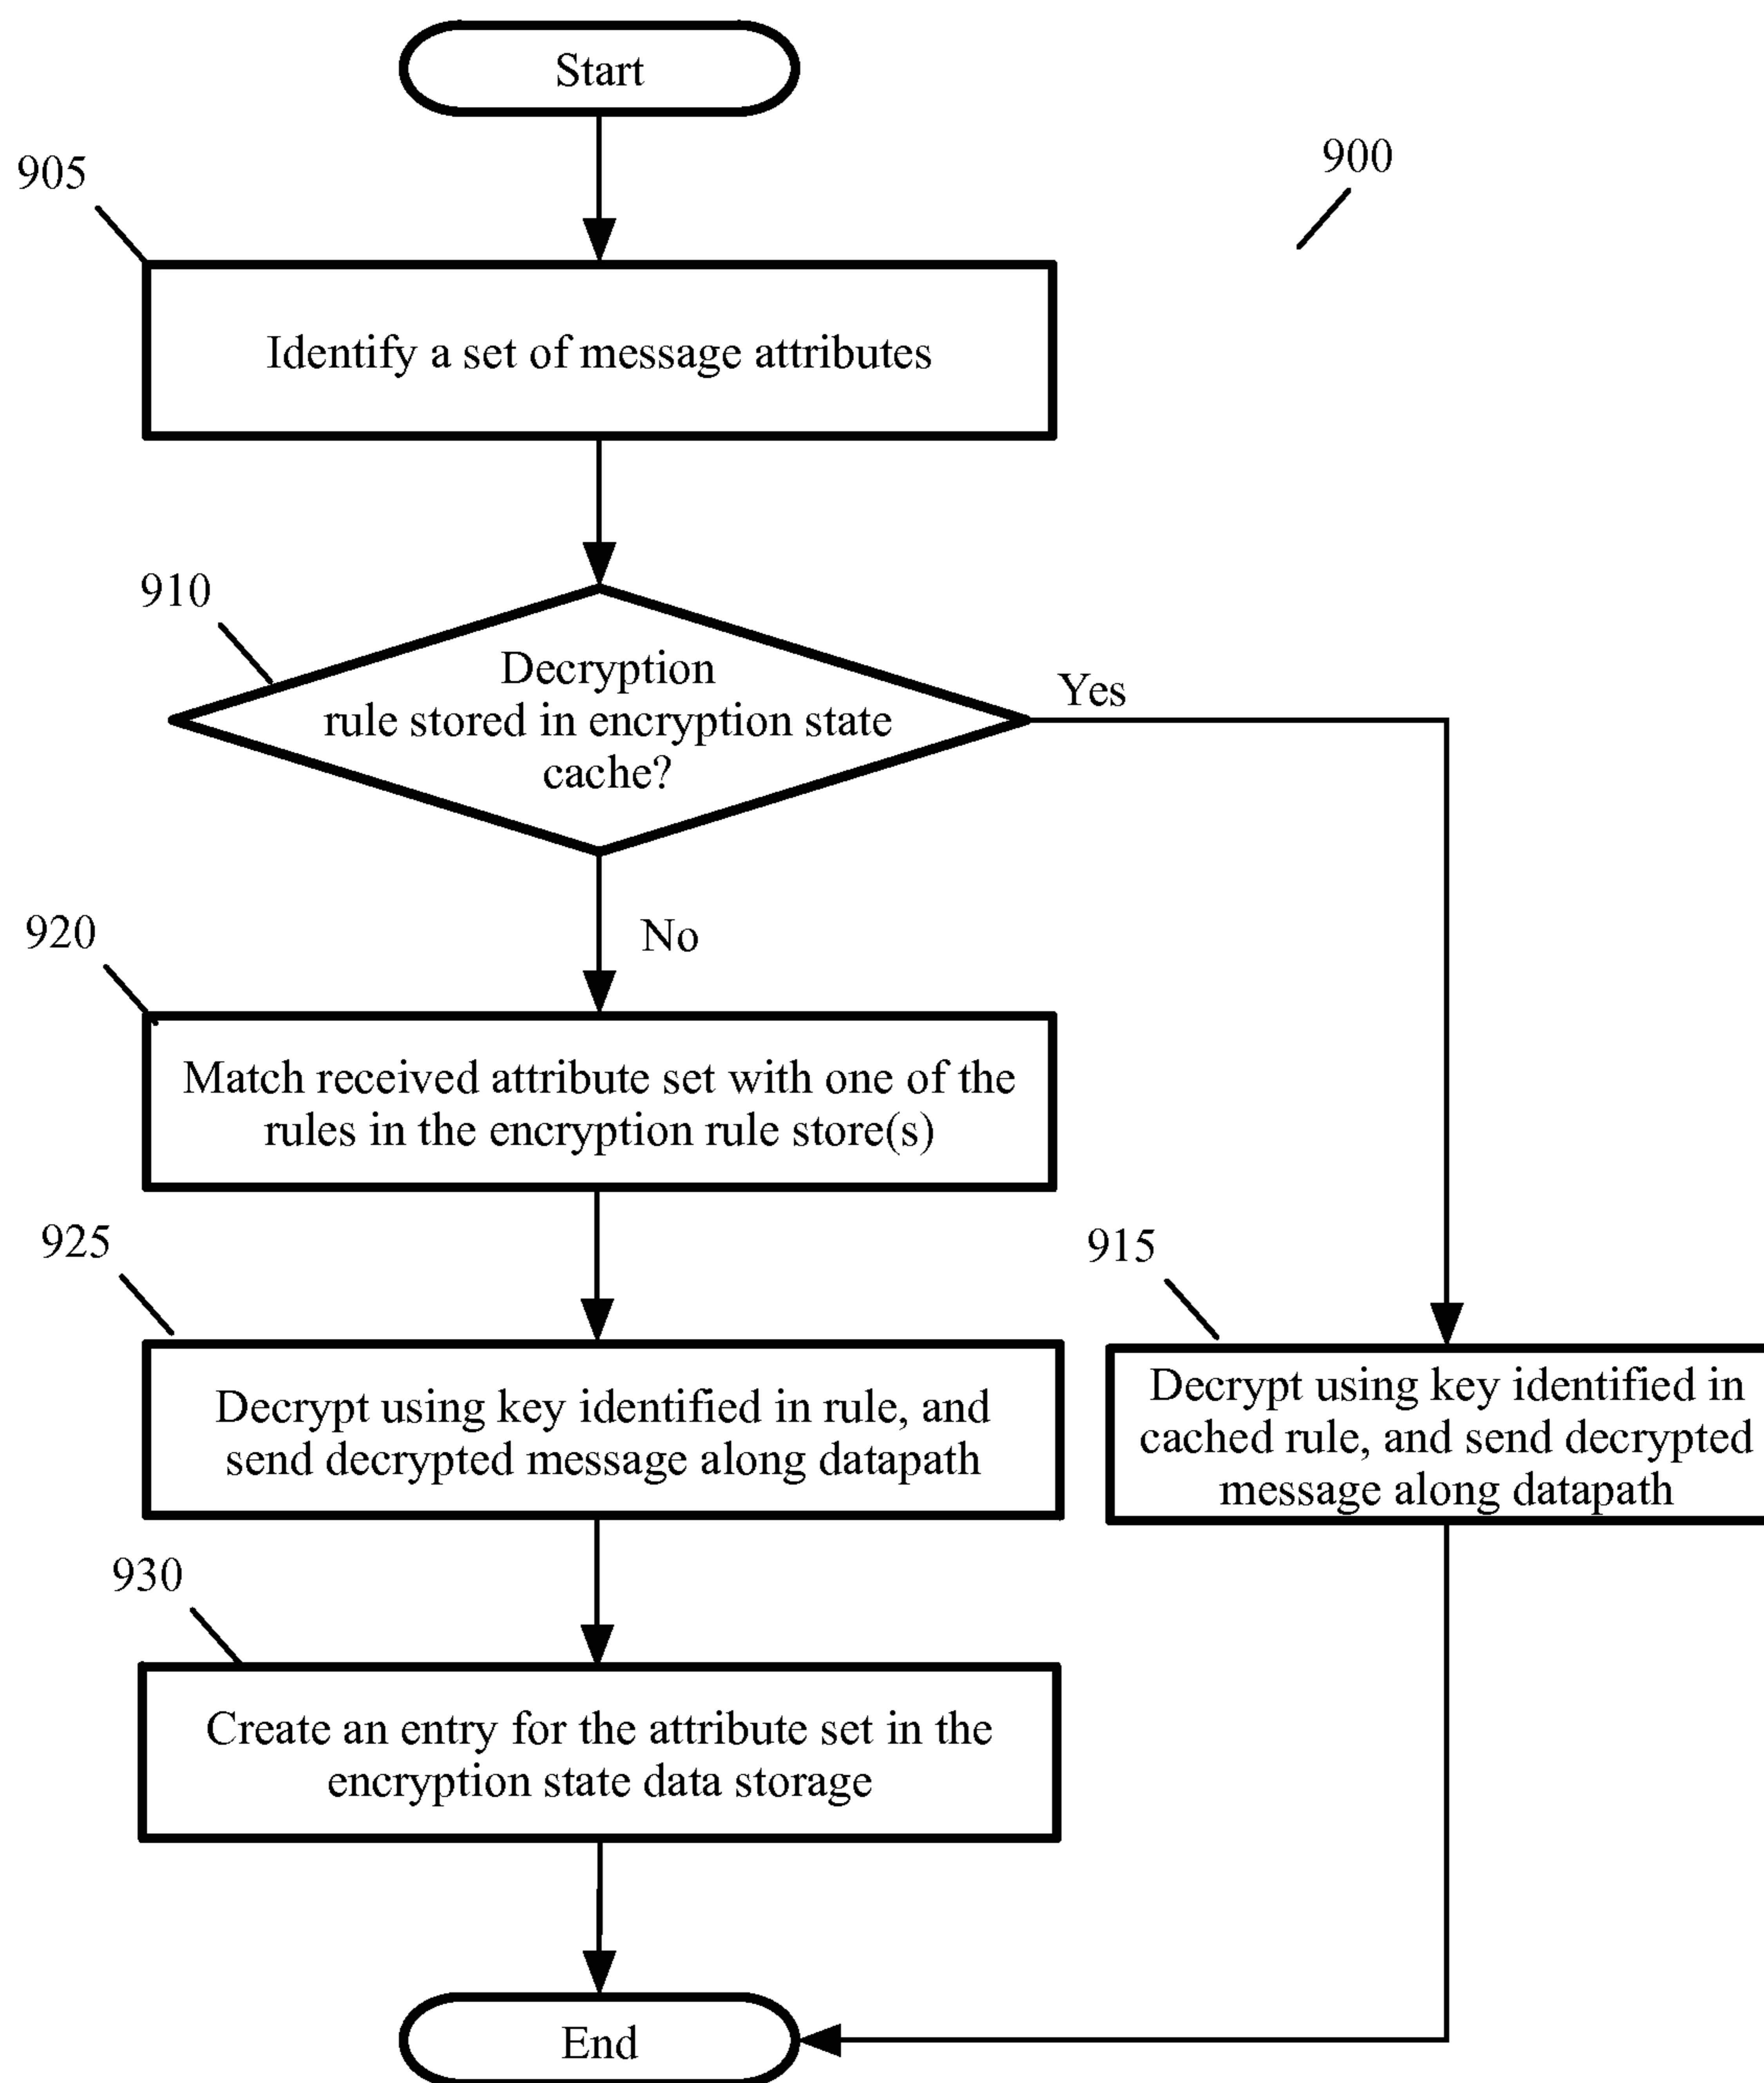 Start
900
905
Identify a set of message attributes
910
Decryption
rule stored in encryption state
cache?
Yes
No
920
Match received attribute set with one of the
rules in the encryption rule store(s)
925
Decrypt using key identified in rule, and
send decrypted message along datapath
915
Decrypt using key identified in
cached rule, and send decrypted
message along datapath
930
Create an entry for the attribute set in the
encryption state data storage
End